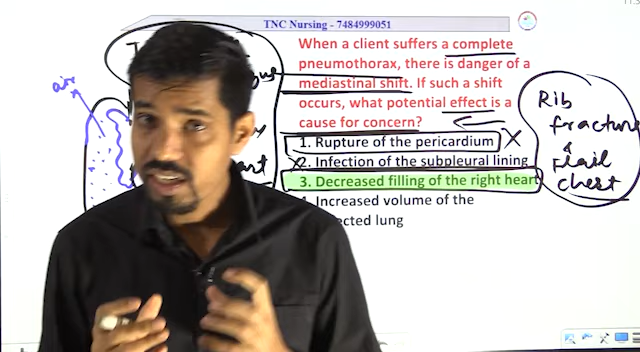 TNC Nursing - 7484999051
When a client suffers a complete
pneumothorax, there is danger of a
mediastinal shift. If such a shift
occurs, what potential effect is a
cause for concern?
1. Rupture of the pericardium
2. Infection of the subpleural lining
3. Decreased filling of the right heart
Increased volume of the
lung
air
Rib
fracture
&
Flail
chest